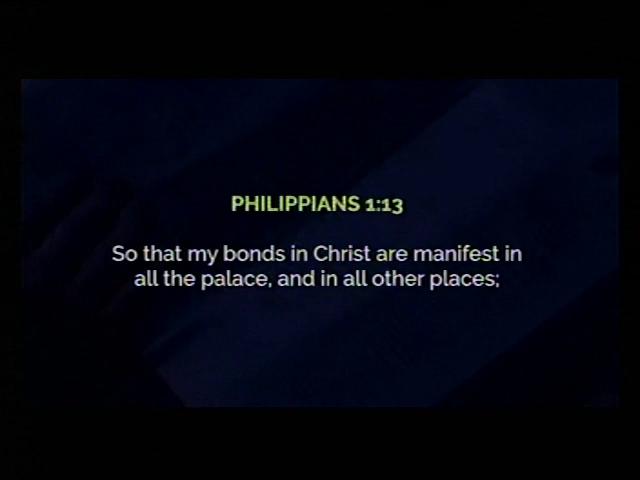 PHILIPPIANS 1:13
So that my bonds in Christ are manifest in
all the palace, and in all other places;